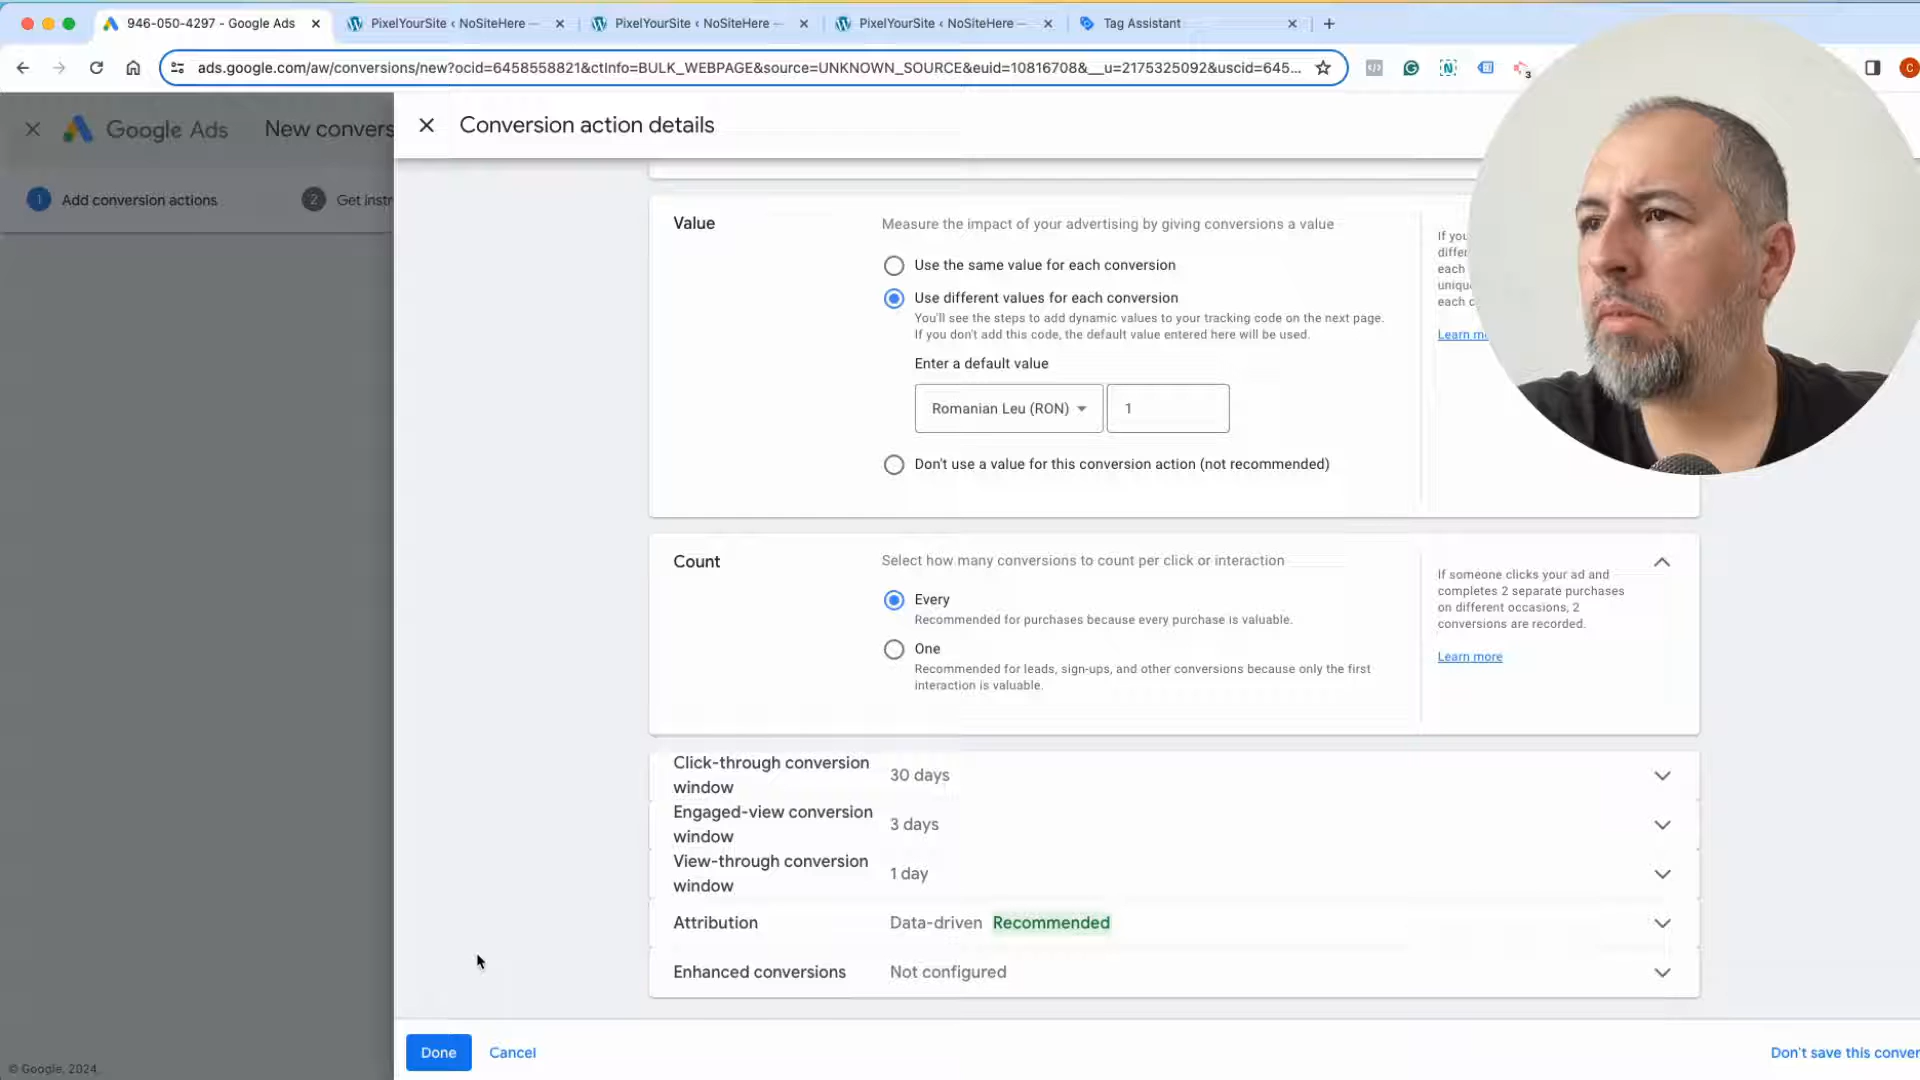 946-050-4297 - Google Ads
PixelYourSite ‹ NoSiteHere —
PixelYourSite ‹ NoSiteHere —
PixelYourSite ‹ NoSiteHere —
Tag Assistant
ads.google.com/aw/conversions/new?ocid=6458558821&ctInfo=BULK_WEBPAGE&source=UNKNOWN_SOURCE&euid=10816708&__u=2175325092&uscid=645...
3
C
Google Ads
New convers
Conversion action details
1
Add conversion actions
2
Get instr
Value
Measure the impact of your advertising by giving conversions a value
Use the same value for each conversion
Use different values for each conversion
You'll see the steps to add dynamic values to your tracking code on the next page.
If you don't add this code, the default value entered here will be used.
Enter a default value
Romanian Leu (RON)
1
Don't use a value for this conversion action (not recommended)
If you
differ
each
uniqu
each c
Learn m
Count
Select how many conversions to count per click or interaction
Every
Recommended for purchases because every purchase is valuable.
One
Recommended for leads, sign-ups, and other conversions because only the first
interaction is valuable.
If someone clicks your ad and
completes 2 separate purchases
on different occasions, 2
conversions are recorded.
Learn more
Click-through conversion
window
30 days
Engaged-view conversion
window
3 days
View-through conversion
window
1 day
Attribution
Data-driven Recommended
Enhanced conversions
Not configured
Done
Cancel
Don't save this conver
© Google, 2024.